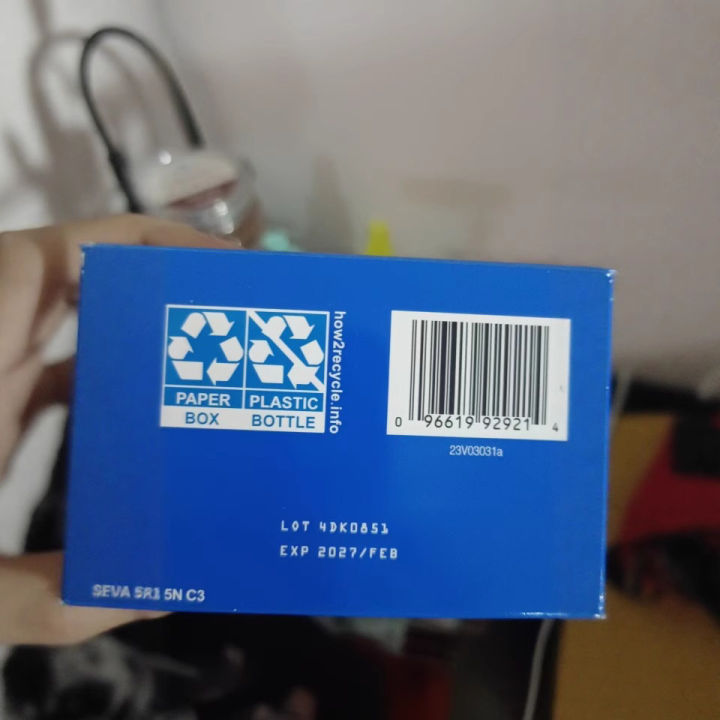 PAPER PLASTIC
BOX BOTTLE
how2recycle.info
0 96619 92921 4
23V03031a
LOT 4DK0851
EXP 2027/FEB
SEVA 5R1 5N C3